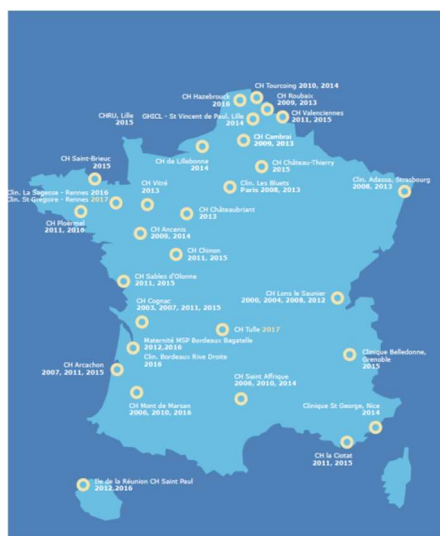 CH Tourcoing 2010, 2014
CH Hazebrouck
2016
CH Roubaix
2009, 2013
CH Valenciennes
2011, 2015
CHRU, Lille
2015
GHICL - St Vincent de Paul, Lille
2014
CH Cambrai
2009, 2013
CH Saint-Brieuc
2015
CH de Lillebonne
2014
CH Château-Thierry
2015
Clin. La Sagesse - Rennes 2016
Clin. St Grégoire - Rennes 2017
CH Vitré
2013
Clin. Les Bluets
Paris 2008, 2013
Clin. Adassa, Strasbourg
2008, 2013
CH Ploërmel
2011, 2016
CH Châteaubriant
2013
CH Ancenis
2009, 2014
CH Chinon
2011, 2015
CH Sables d'Olonne
2011, 2015
CH Lons le Saunier
2000, 2004, 2008, 2012
CH Cognac
2003, 2007, 2011, 2015
CH Tulle 2017
Maternité MSP Bordeaux Bagatelle
2012,2016
Clin. Bordeaux Rive Droite
2016
Clinique Belledonne,
Grenoble
2015
CH Arcachon
2007, 2011, 2015
CH Saint Affrique
2006, 2010, 2014
CH Mont de Marsan
2006, 2010, 2016
Clinique St George, Nice
2014
CH la Ciotat
2011, 2015
Ile de la Réunion CH Saint Paul
2012,2016